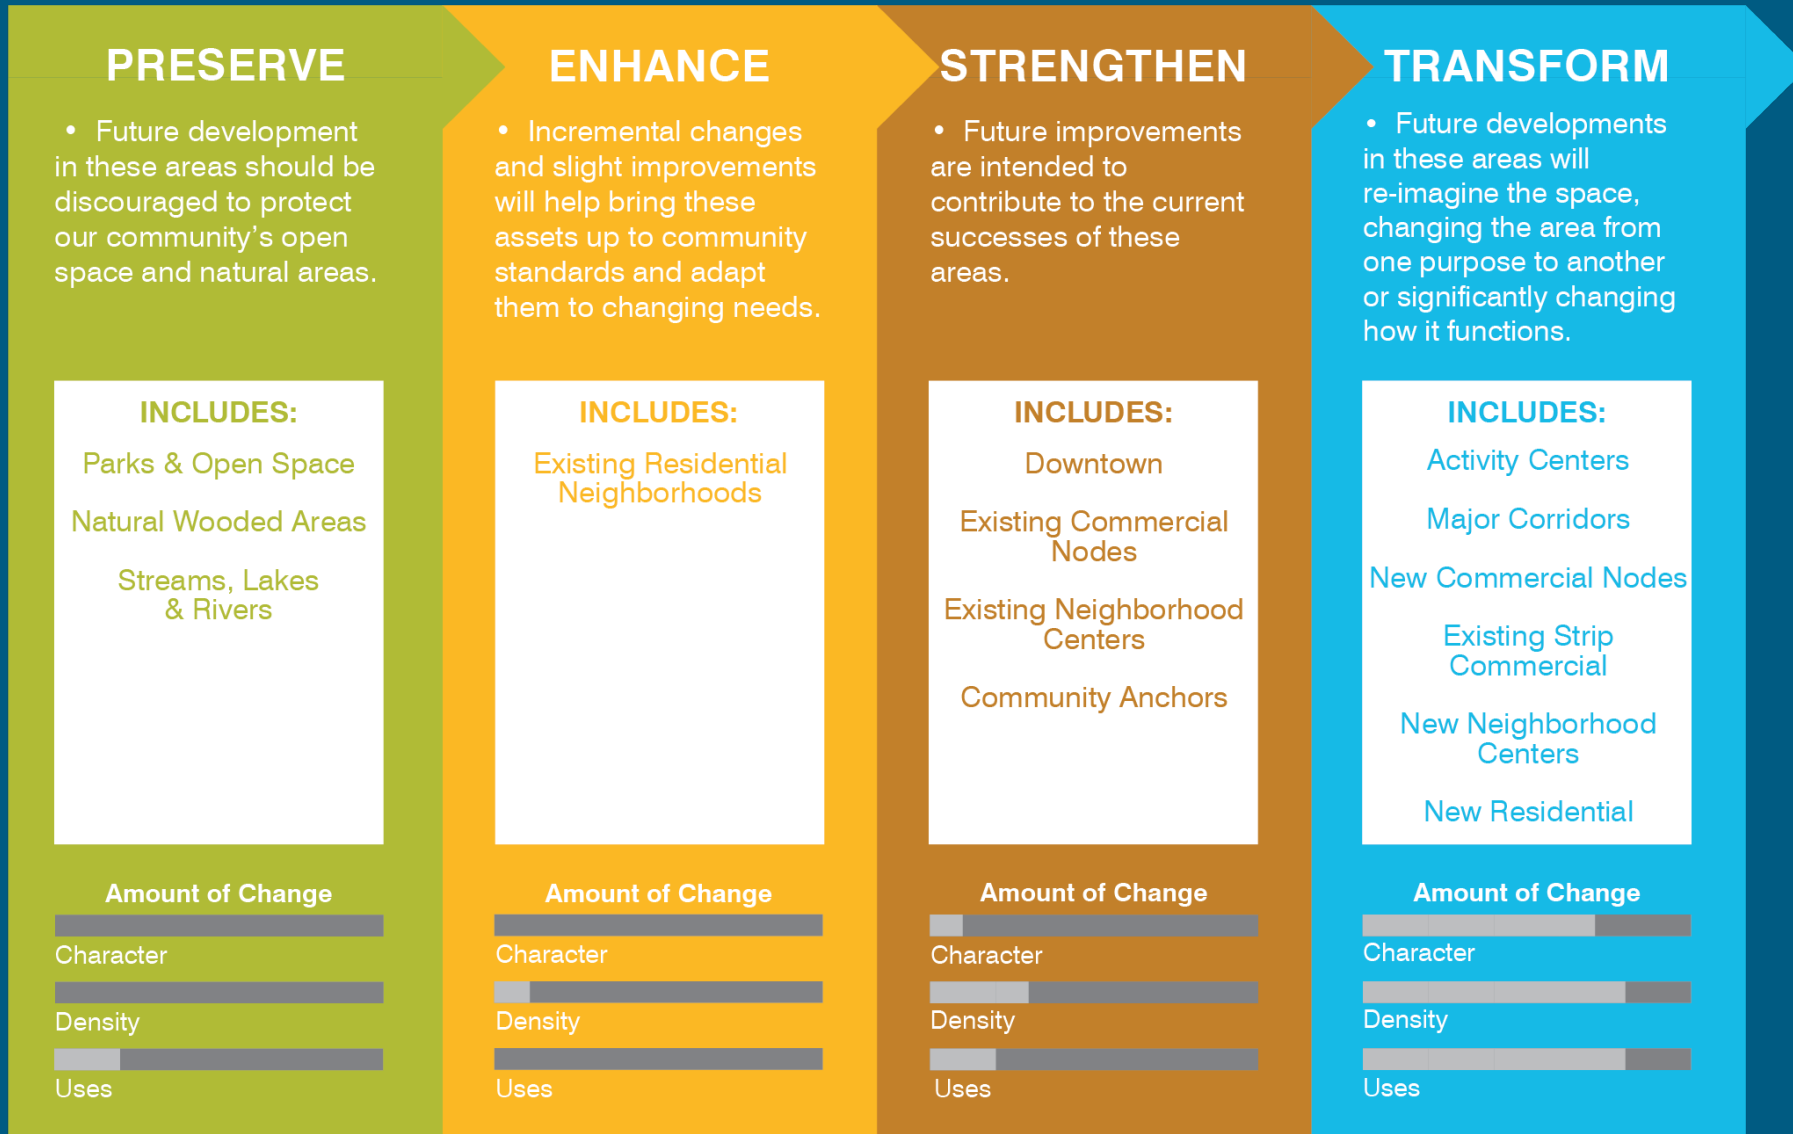 PRESERVE
• Future development
in these areas should be
discouraged to protect
our community’s open
space and natural areas.
INCLUDES:
Parks & Open Space
Natural Wooded Areas
Streams, Lakes
& Rivers
Amount of Change
Character
Density
Uses
ENHANCE
• Incremental changes
and slight improvements
will help bring these
assets up to community
standards and adapt
them to changing needs.
INCLUDES:
Existing Residential
Neighborhoods
Amount of Change
Character
Density
Uses
STRENGTHEN
• Future improvements
are intended to
contribute to the current
successes of these
areas.
INCLUDES:
Downtown
Existing Commercial
Nodes
Existing Neighborhood
Centers
Community Anchors
Amount of Change
Character
Density
Uses
TRANSFORM
• Future developments
in these areas will
re-imagine the space,
changing the area from
one purpose to another
or significantly changing
how it functions.
INCLUDES:
Activity Centers
Major Corridors
New Commercial Nodes
Existing Strip
Commercial
New Neighborhood
Centers
New Residential
Amount of Change
Character
Density
Uses